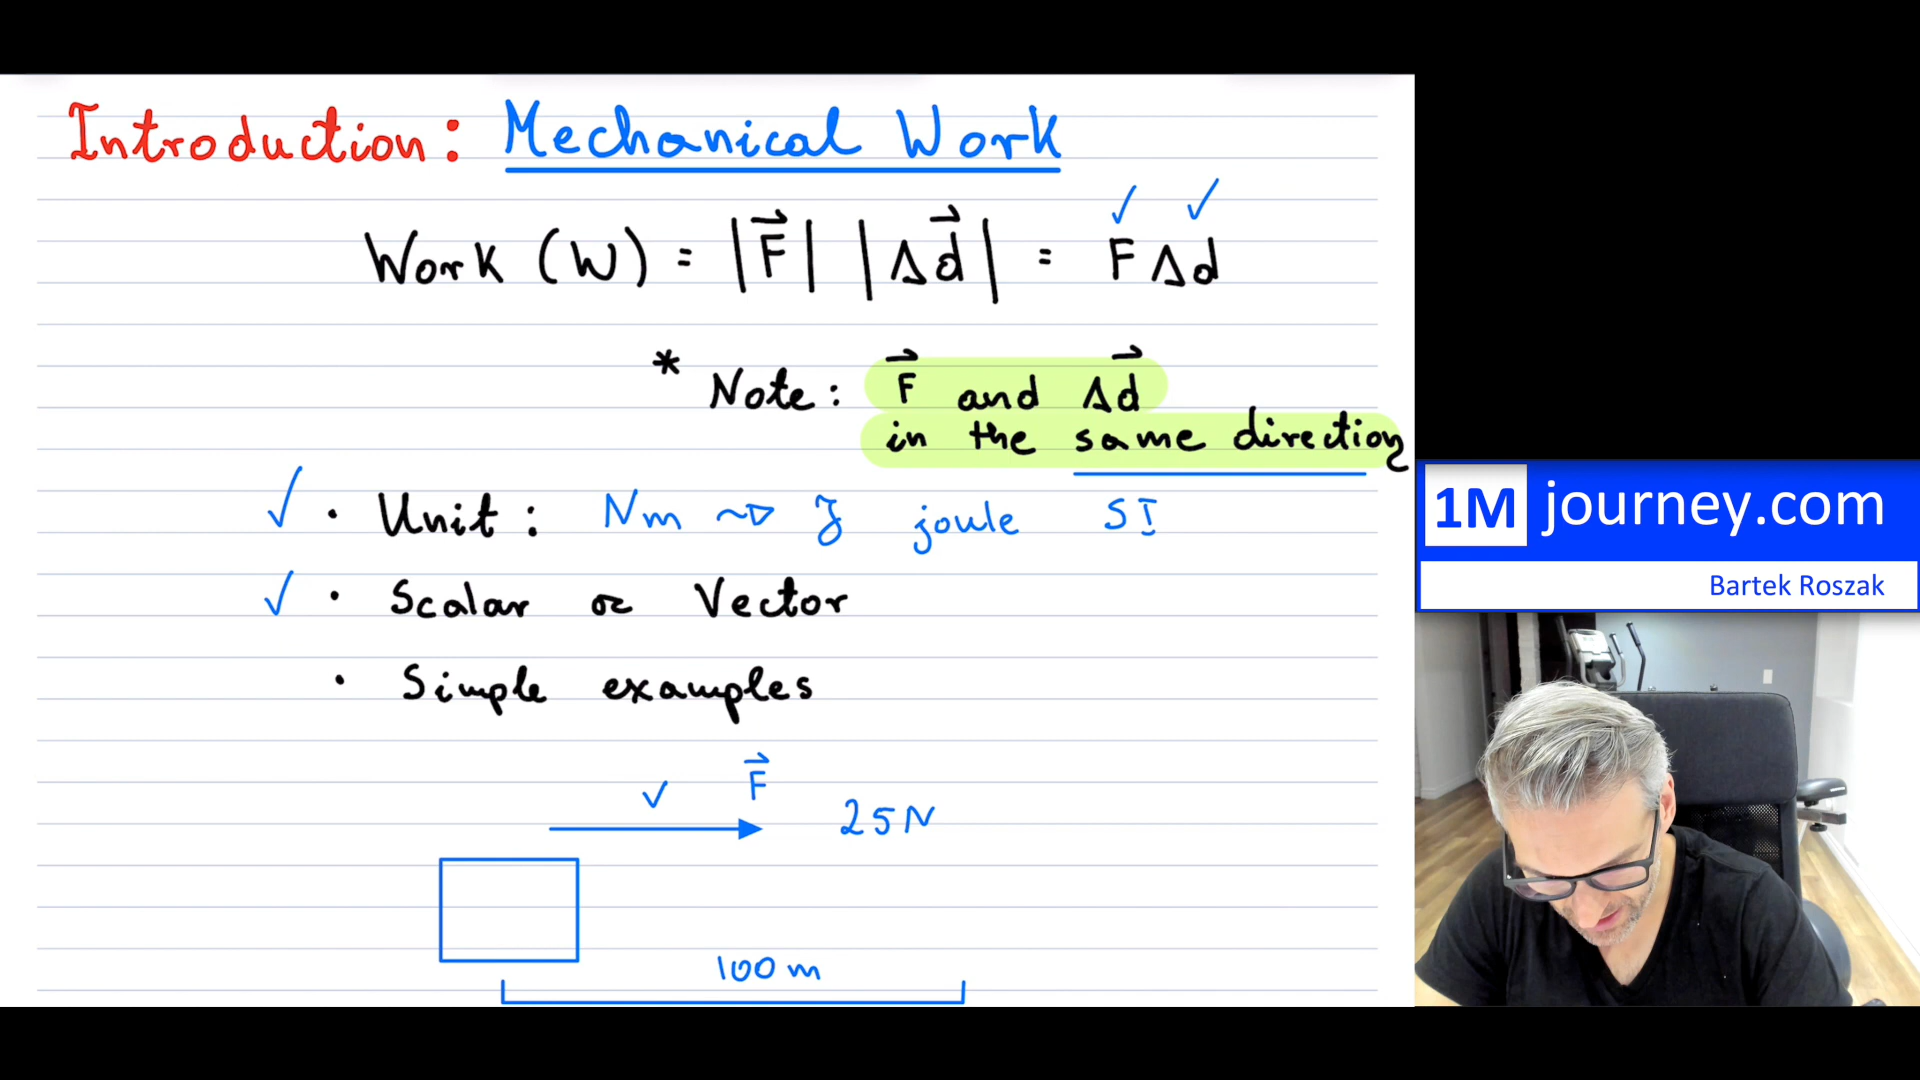 Introduction: Mechanical Work
Work (W) = |F⃗| |Δd⃗| = F Δd
* Note: F⃗ and Δd⃗
in the same direction
• Unit: Nm ⇝ J joule SI
• Scalar or Vector
• Simple examples
F⃗
25N
100 m
1M journey.com
Bartek Roszak